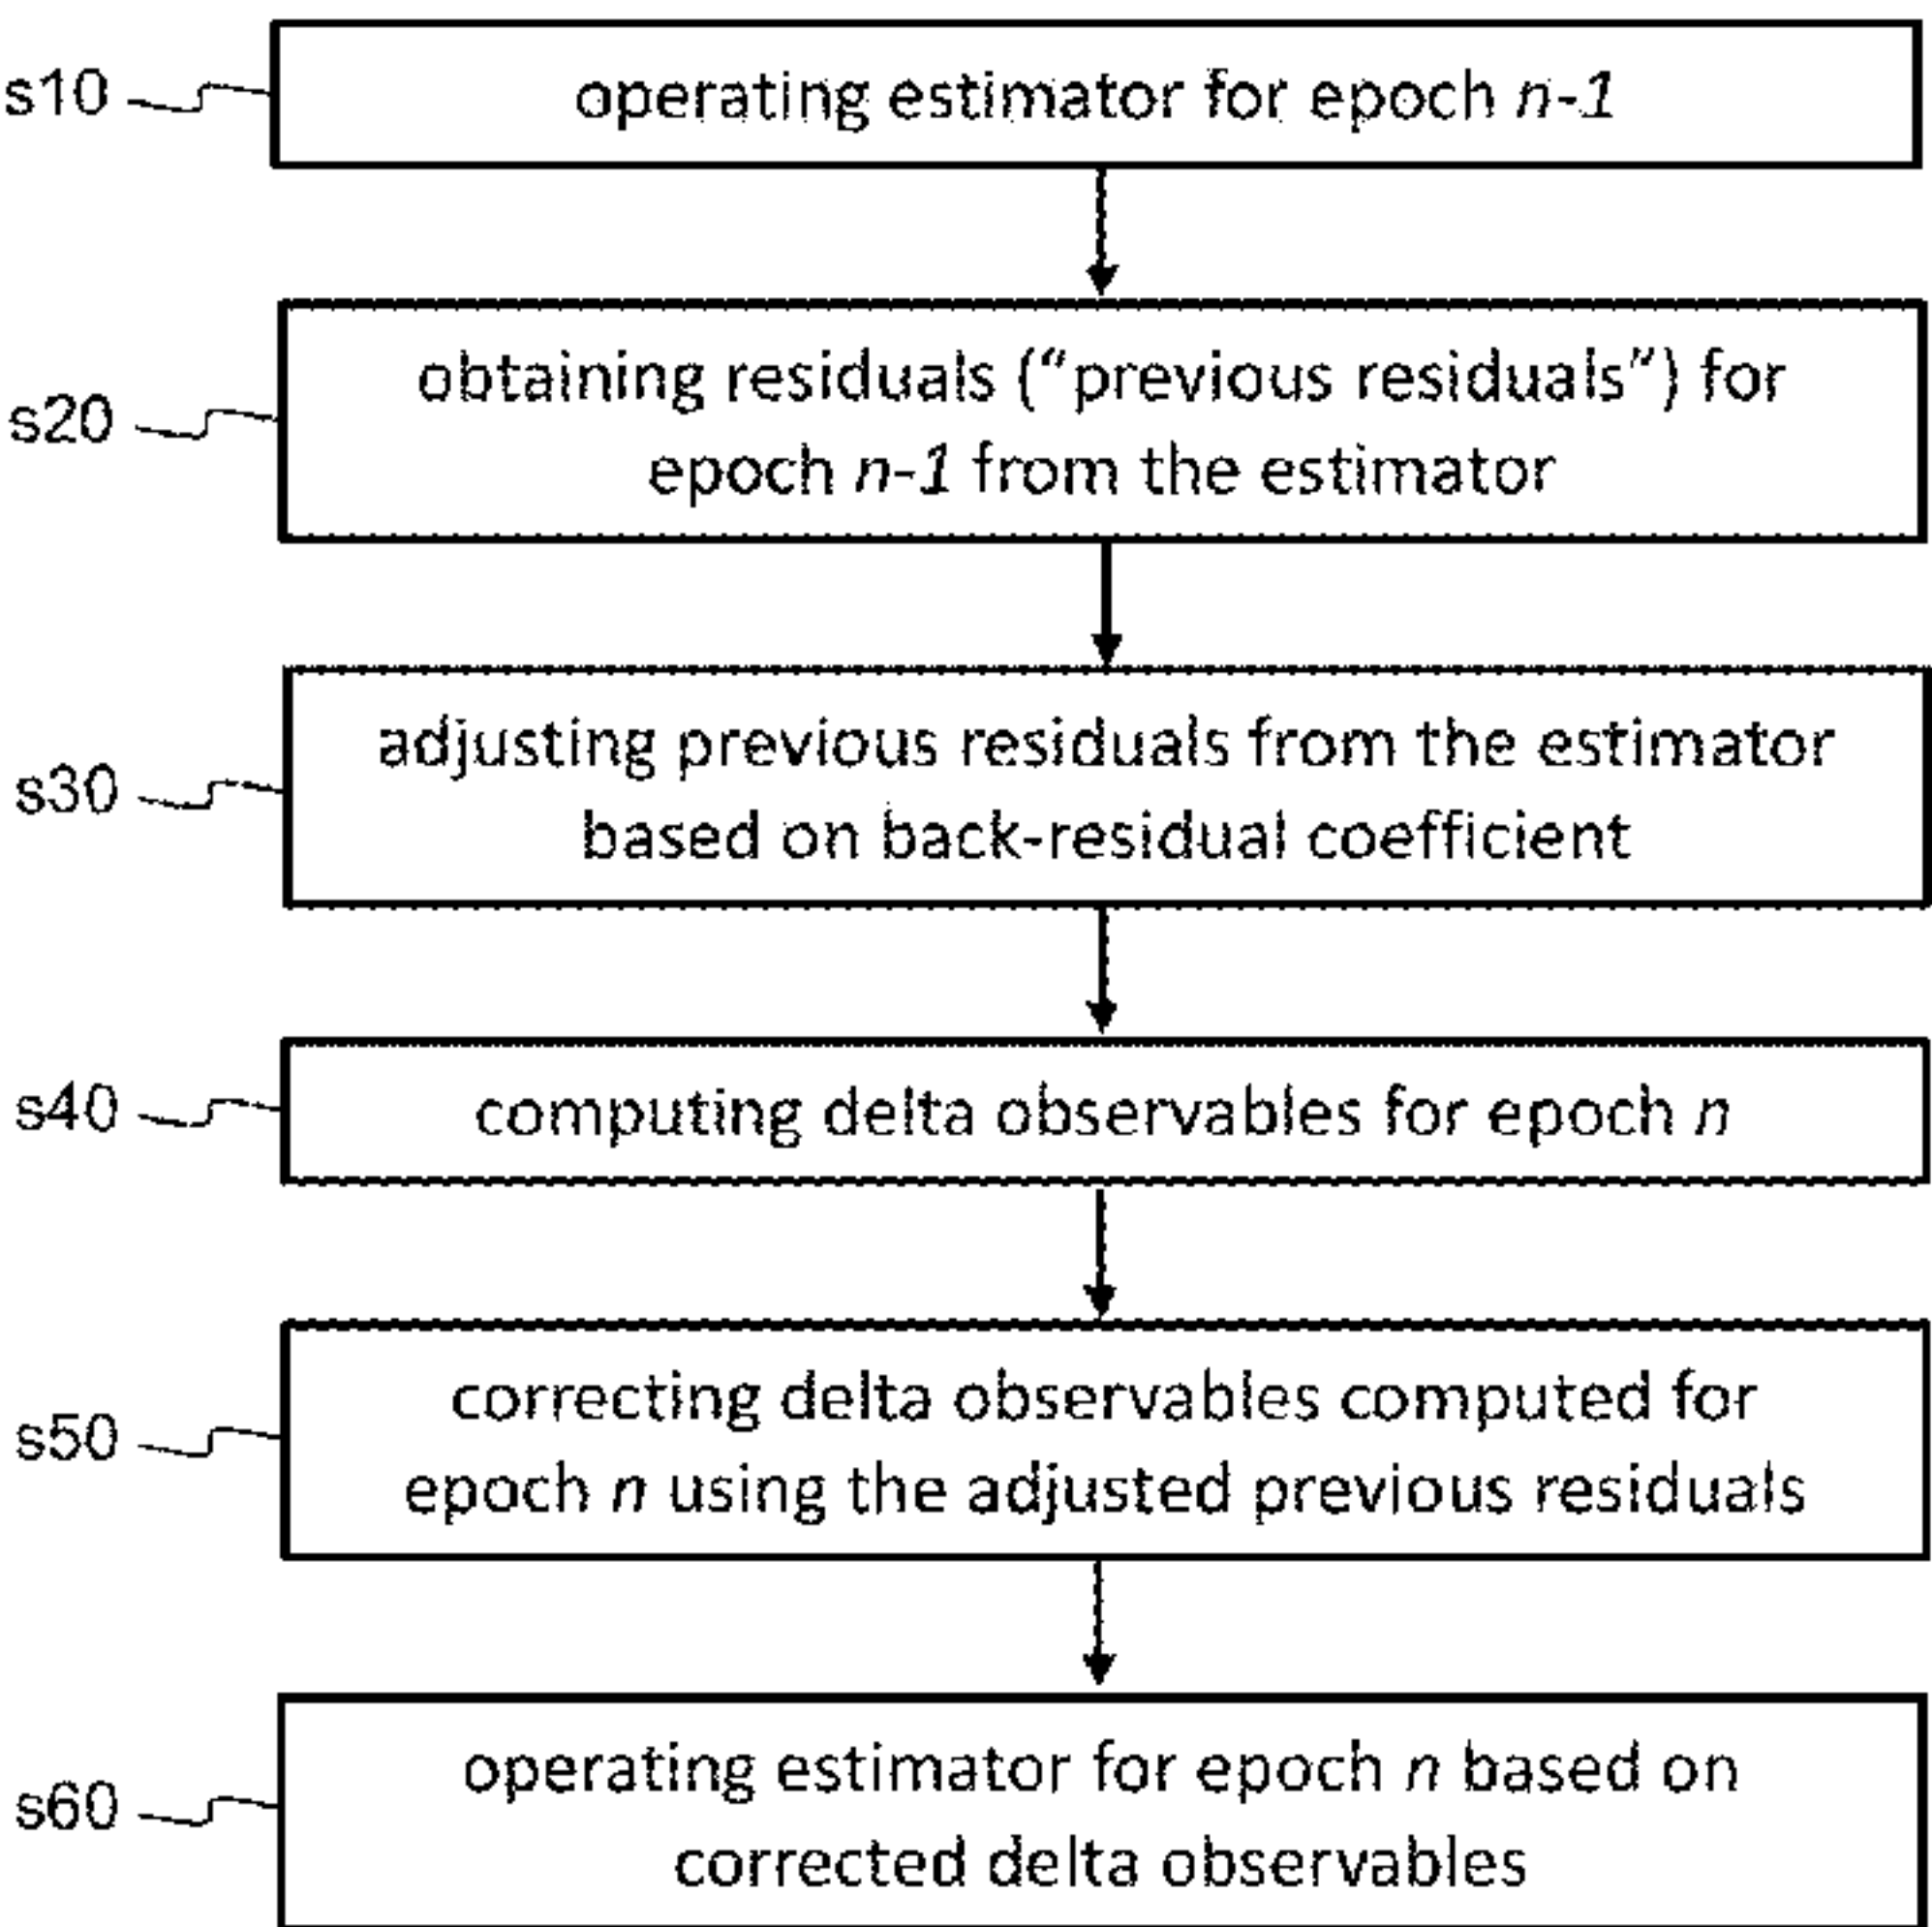 s10
operating estimator for epoch n-1
s20
obtaining residuals (“previous residuals”) for
epoch n-1 from the estimator
s30
adjusting previous residuals from the estimator
based on back-residual coefficient
s40
computing delta observables for epoch n
s50
correcting delta observables computed for
epoch n using the adjusted previous residuals
s60
operating estimator for epoch n based on
corrected delta observables